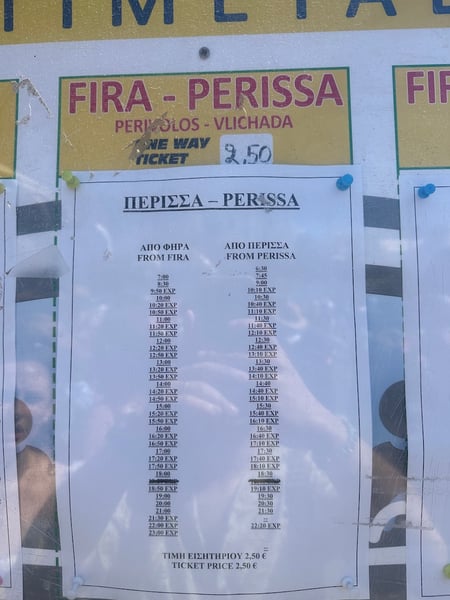 TIMETAB
FIRA - PERISSA
PERIVOLOS - VLICHADA
ONE WAY
TICKET
2,50
FIR
ΠΕΡΙΣΣΑ – PERISSA
ΑΠΟ ΦΗΡΑ
FROM FIRA
7:00
8:30
9:50 EXP
10:00
10:20 EXP
10:50 EXP
11:00
11:20 EXP
11:50 EXP
12:00
12:20 EXP
12:50 EXP
13:00
13:20 EXP
13:50 EXP
14:00
14:20 EXP
14:50 EXP
15:00
15:20 EXP
15:50 EXP
16:00
16:20 EXP
16:50 EXP
17:00
17:20 EXP
17:50 EXP
18:00
18:50 EXP
19:00
20:00
21:00
21:30 EXP
22:00 EXP
23:00 EXP
ΑΠΟ ΠΕΡΙΣΣΑ
FROM PERISSA
6:30
7:45
9:00
10:10 EXP
10:30
10:40 EXP
11:10 EXP
11:30
11:40 EXP
12:10 EXP
12:30
12:40 EXP
13:10 EXP
13:30
13:40 EXP
14:10 EXP
14:40
14:40 EXP
15:10 EXP
15:30
15:40 EXP
16:10 EXP
16:30
16:40 EXP
17:10 EXP
17:30
17:40 EXP
18:10 EXP
18:30
19:10 EXP
19:30
20:30
21:30
--
22:20 EXP
--
ΤΙΜΗ ΕΙΣΗΤΗΡΙΟΥ 2,50 €
TICKET PRICE 2,50 €